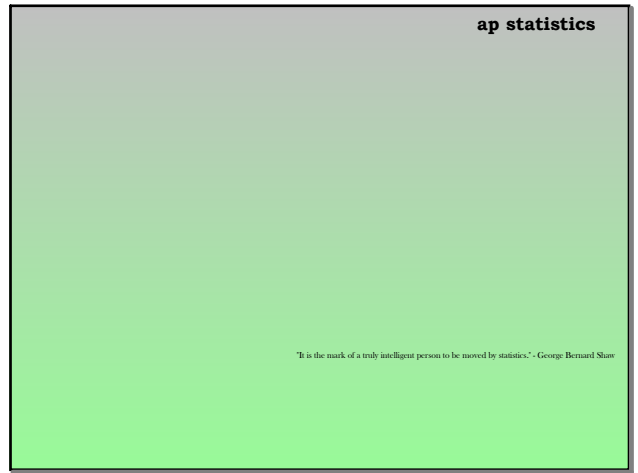 ap statistics
"It is the mark of a truly intelligent person to be moved by statistics." - George Bernard Shaw